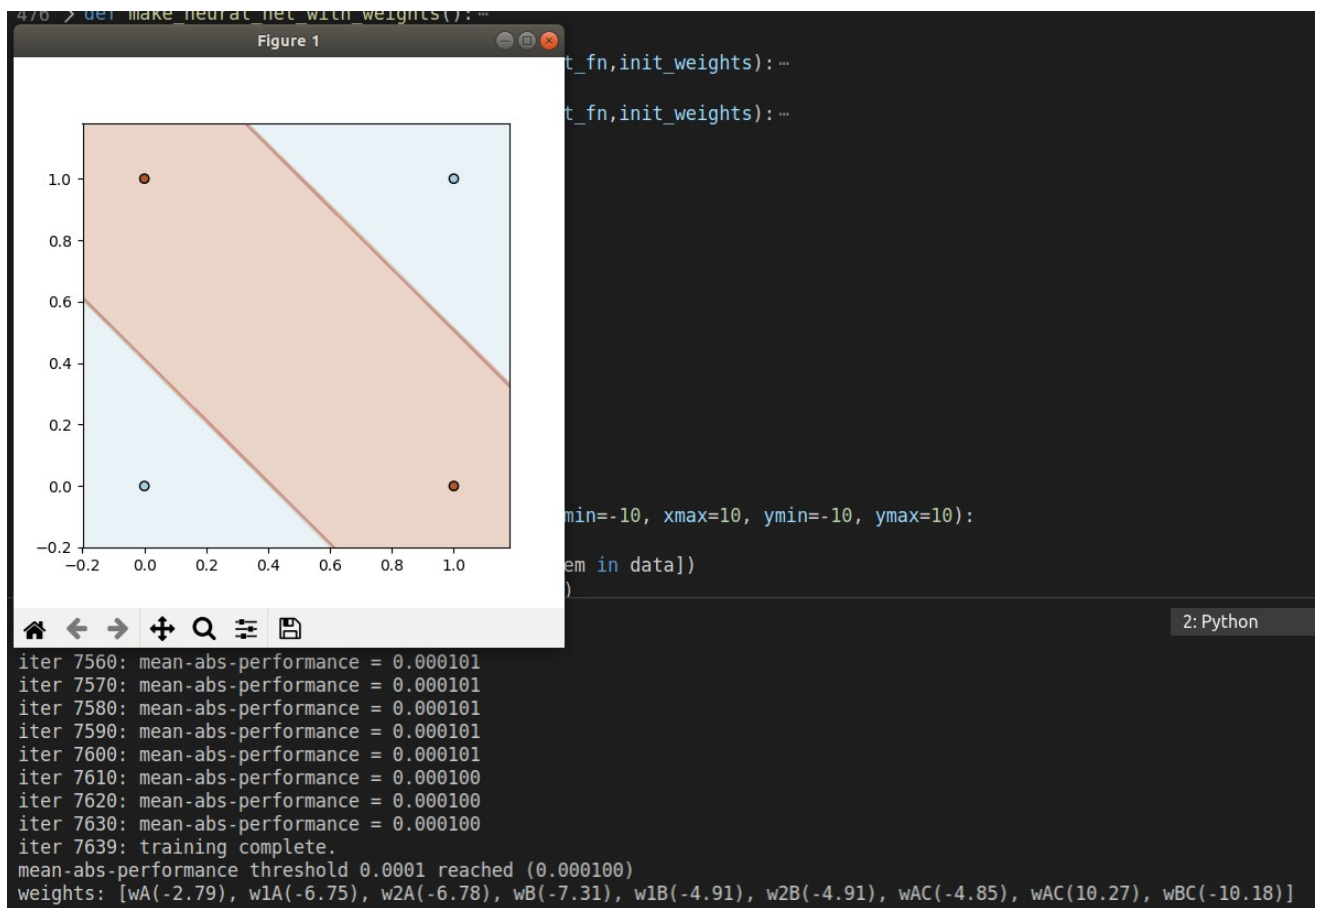 476 > def make_neural_net_with_weights():…
Figure 1
t_fn,init_weights):…
t_fn,init_weights):…
1.0
0.8
0.6
0.4
0.2
0.0
−0.2
−0.2 0.0 0.2 0.4 0.6 0.8 1.0
min=-10, xmax=10, ymin=-10, ymax=10):
em in data])
)
2: Python
iter 7560: mean-abs-performance = 0.000101
iter 7570: mean-abs-performance = 0.000101
iter 7580: mean-abs-performance = 0.000101
iter 7590: mean-abs-performance = 0.000101
iter 7600: mean-abs-performance = 0.000101
iter 7610: mean-abs-performance = 0.000100
iter 7620: mean-abs-performance = 0.000100
iter 7630: mean-abs-performance = 0.000100
iter 7639: training complete.
mean-abs-performance threshold 0.0001 reached (0.000100)
weights: [wA(-2.79), w1A(-6.75), w2A(-6.78), wB(-7.31), w1B(-4.91), w2B(-4.91), wAC(-4.85), wAC(10.27), wBC(-10.18)]